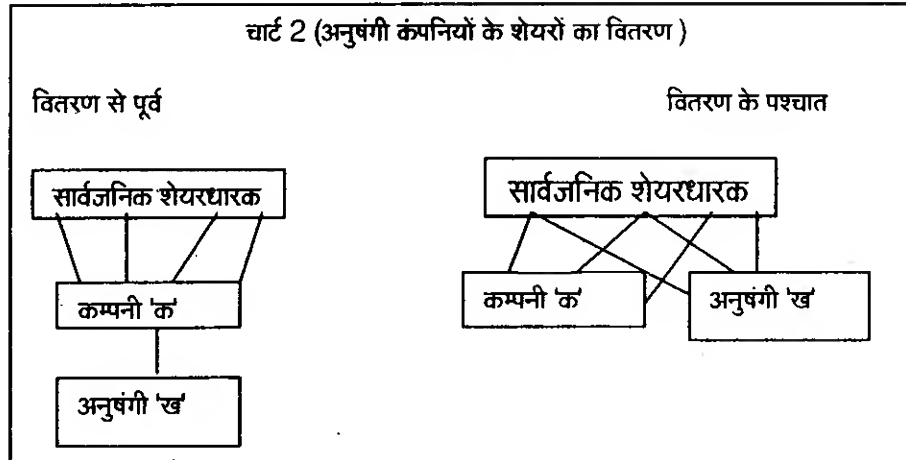 चार्ट 2 (अनुषंगी कंपनियों के शेयरों का वितरण )
वितरण से पूर्व
सार्वजनिक शेयरधारक
कम्पनी 'क'
अनुषंगी 'ख'
वितरण के पश्चात
सार्वजनिक शेयरधारक
कम्पनी 'क'
अनुषंगी 'ख'